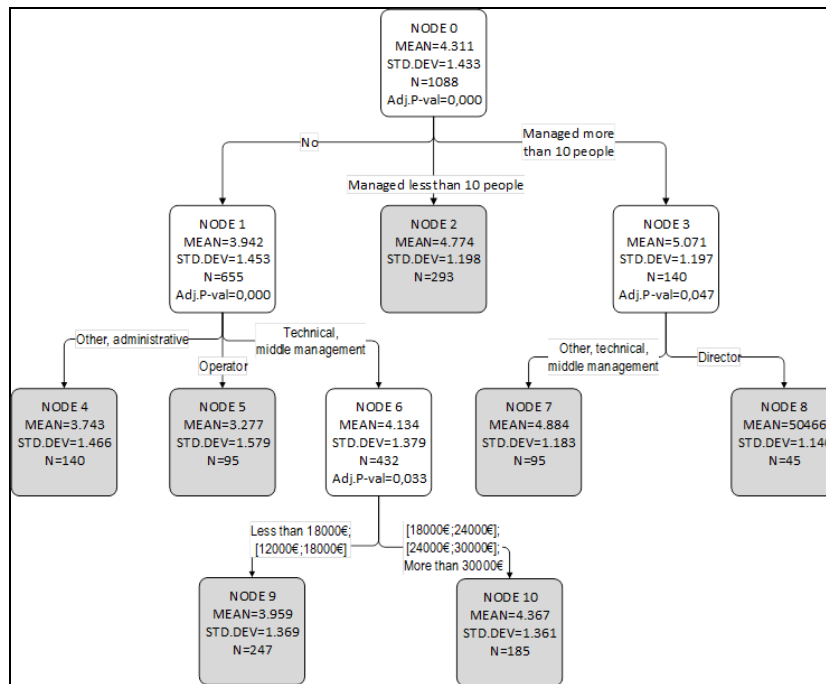 NODE 0
MEAN=4.311
STD.DEV=1.433
N=1088
Adj.P-val=0,000
No
Managed less than 10 people
Managed more
than 10 people
NODE 1
MEAN=3.942
STD.DEV=1.453
N=655
Adj.P-val=0,000
NODE 2
MEAN=4.774
STD.DEV=1.198
N=293
NODE 3
MEAN=5.071
STD.DEV=1.197
N=140
Adj.P-val=0,047
Other, administrative
Operator
Technical,
middle management
Other, technical,
middle management
Director
NODE 4
MEAN=3.743
STD.DEV=1.466
N=140
NODE 5
MEAN=3.277
STD.DEV=1.579
N=95
NODE 6
MEAN=4.134
STD.DEV=1.379
N=432
Adj.P-val=0,033
NODE 7
MEAN=4.884
STD.DEV=1.183
N=95
NODE 8
MEAN=50466
STD.DEV=1.140
N=45
Less than 18000€;
[12000€;18000€]
[18000€;24000€];
[24000€;30000€];
More than 30000€
NODE 9
MEAN=3.959
STD.DEV=1.369
N=247
NODE 10
MEAN=4.367
STD.DEV=1.361
N=185